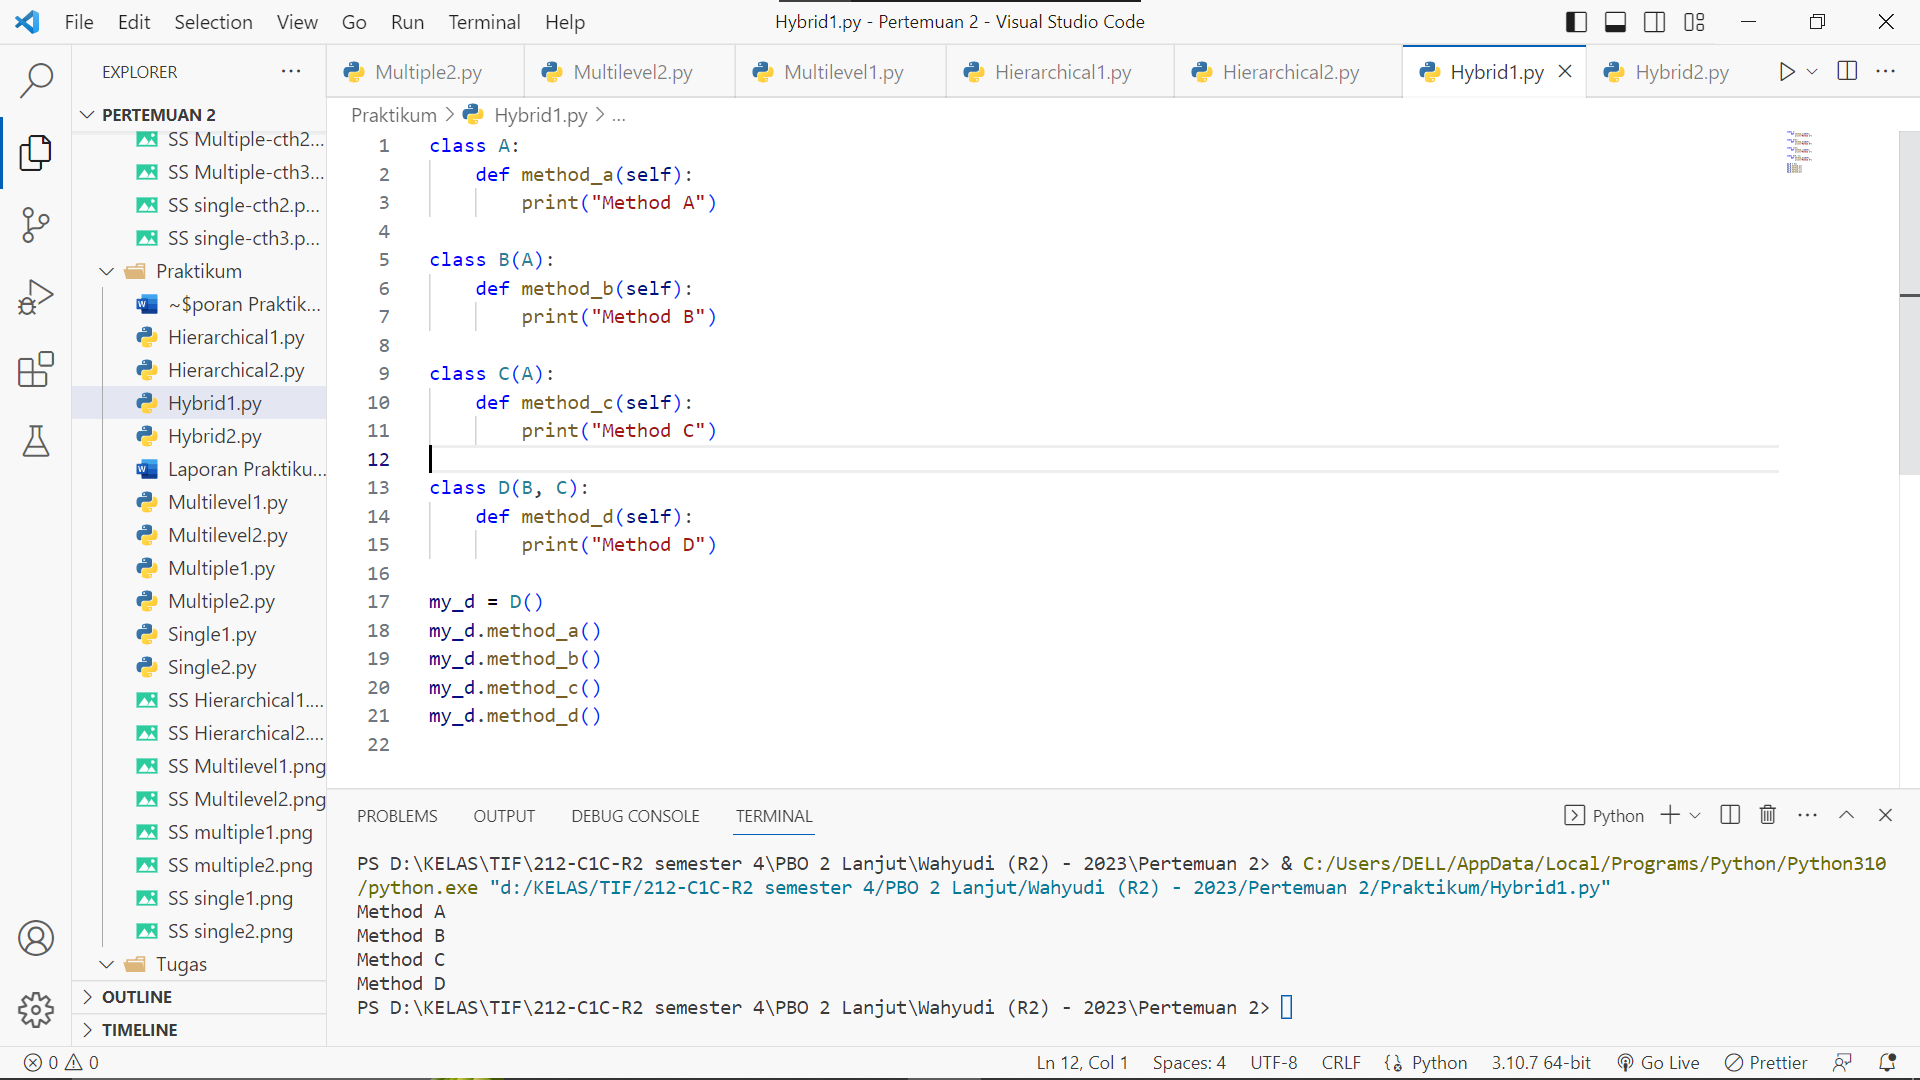 File Edit Selection View Go Run Terminal Help
Hybrid1.py - Pertemuan 2 - Visual Studio Code
EXPLORER
PERTEMUAN 2
SS Multiple-cth2...
SS Multiple-cth3...
SS single-cth2.p...
SS single-cth3.p...
Praktikum
~$poran Praktik...
Hierarchical1.py
Hierarchical2.py
Hybrid1.py
Hybrid2.py
Laporan Praktiku...
Multilevel1.py
Multilevel2.py
Multiple1.py
Multiple2.py
Single1.py
Single2.py
SS Hierarchical1....
SS Hierarchical2....
SS Multilevel1.png
SS Multilevel2.png
SS multiple1.png
SS multiple2.png
SS single1.png
SS single2.png
Tugas
OUTLINE
TIMELINE
Multiple2.py Multilevel2.py Multilevel1.py Hierarchical1.py Hierarchical2.py Hybrid1.py Hybrid2.py
Praktikum > Hybrid1.py > ...
1 class A:
2 def method_a(self):
3 print("Method A")
4
5 class B(A):
6 def method_b(self):
7 print("Method B")
8
9 class C(A):
10 def method_c(self):
11 print("Method C")
12
13 class D(B, C):
14 def method_d(self):
15 print("Method D")
16
17 my_d = D()
18 my_d.method_a()
19 my_d.method_b()
20 my_d.method_c()
21 my_d.method_d()
22
PROBLEMS OUTPUT DEBUG CONSOLE TERMINAL
Python
PS D:\KELAS\TIF\212-C1C-R2 semester 4\PBO 2 Lanjut\Wahyudi (R2) - 2023\Pertemuan 2> & C:/Users/DELL/AppData/Local/Programs/Python/Python310
/python.exe "d:/KELAS/TIF/212-C1C-R2 semester 4/PBO 2 Lanjut/Wahyudi (R2) - 2023/Pertemuan 2/Praktikum/Hybrid1.py"
Method A
Method B
Method C
Method D
PS D:\KELAS\TIF\212-C1C-R2 semester 4\PBO 2 Lanjut\Wahyudi (R2) - 2023\Pertemuan 2>
0 0
Ln 12, Col 1 Spaces: 4 UTF-8 CRLF Python 3.10.7 64-bit Go Live Prettier